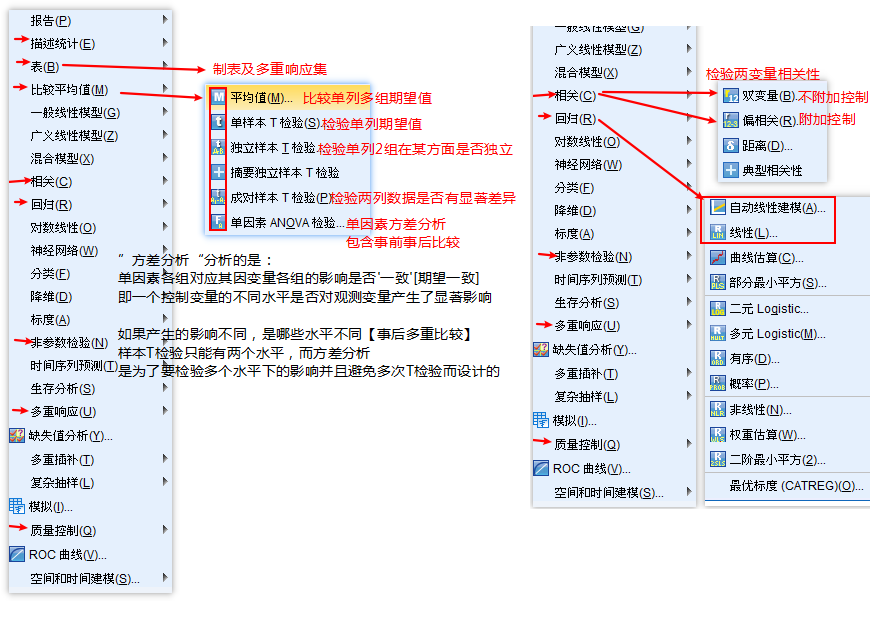 报告(P)
描述统计(E)
表(B)
比较平均值(M)
一般线性模型(G)
广义线性模型(Z)
混合模型(X)
相关(C)
回归(R)
对数线性(O)
神经网络(W)
分类(F)
降维(D)
标度(A)
非参数检验(N)
时间序列预测(T)
生存分析(S)
多重响应(U)
缺失值分析(Y)...
多重插补(T)
复杂抽样(L)
模拟(I)...
质量控制(Q)
ROC 曲线(V)...
空间和时间建模(S)...
制表及多重响应集
平均值(M)... 比较单列多组期望值
单样本 T 检验(S) 检验单列期望值
独立样本 T 检验 检验单列2组在某方面是否独立
摘要独立样本 T 检验
成对样本 T 检验(P) 检验两列数据是否有显著差异
单因素 ANOVA 检验... 单因素方差分析
包含事前事后比较
”方差分析“分析的是：
单因素各组对应其因变量各组的影响是否'一致'[期望一致]
即一个控制变量的不同水平是否对观测变量产生了显著影响
如果产生的影响不同，是哪些水平不同【事后多重比较】
样本T检验只能有两个水平，而方差分析
是为了要检验多个水平下的影响并且避免多次T检验而设计的
一般线性模型(G)
广义线性模型(Z)
混合模型(X)
相关(C)
回归(R)
对数线性(O)
神经网络(W)
分类(F)
降维(D)
标度(A)
非参数检验(N)
时间序列预测(T)
生存分析(S)
多重响应(U)
缺失值分析(Y)...
多重插补(T)
复杂抽样(L)
模拟(I)...
质量控制(Q)
ROC 曲线(V)...
空间和时间建模(S)...
检验两变量相关性
双变量(B). 不附加控制
偏相关(R). 附加控制
距离(D)...
典型相关性
自动线性建模(A)...
线性(L)...
曲线估算(C)...
部分最小平方(S)...
二元 Logistic...
多元 Logistic(M)...
有序(D)...
概率(P)...
非线性(N)...
权重估算(W)...
二阶最小平方(2)...
最优标度 (CATREG)(O)...